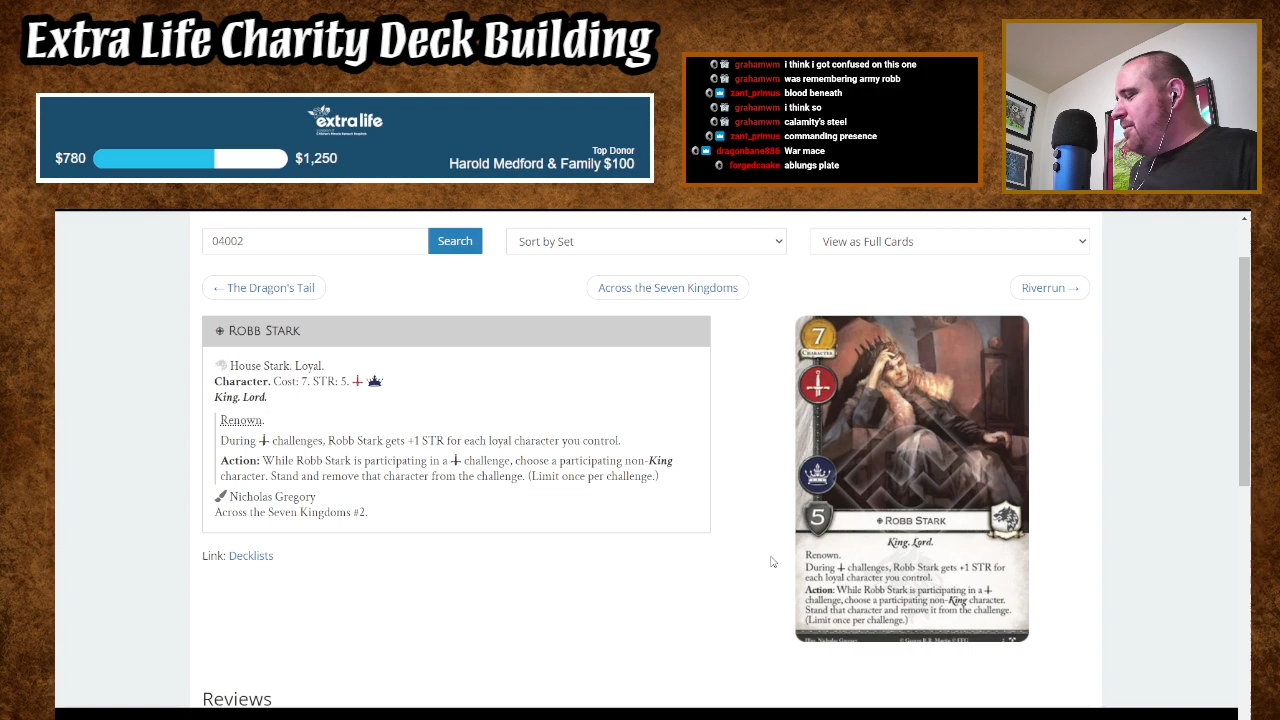 Extra Life Charity Deck Building
extralife
$780
$1,250
Top Donor
Harold Medford & Family $100
grahamwm i think i got confused on this one
grahamwm was remembering army robb
zant_primus blood beneath
grahamwm i think so
grahamwm calamity's steel
zant_primus commanding presence
dragonbane886 War mace
forgedcaake ablungs plate
04002
Search
Sort by Set
View as Full Cards
← The Dragon's Tail
Across the Seven Kingdoms
Riverrun →
Robb Stark
House Stark. Loyal.
Character. Cost: 7. STR: 5.
King. Lord.
Renown.
During challenges, Robb Stark gets +1 STR for each loyal character you control.
Action: While Robb Stark is participating in a challenge, choose a participating non-King
character. Stand and remove that character from the challenge. (Limit once per challenge.)
Nicholas Gregory
Across the Seven Kingdoms #2.
Link: Decklists
7
Character
5
Robb Stark
King. Lord.
Renown.
During challenges, Robb Stark gets +1 STR for
each loyal character you control.
Action: While Robb Stark is participating in a
challenge, choose a participating non-King character.
Stand that character and remove it from the challenge.
(Limit once per challenge.)
Reviews